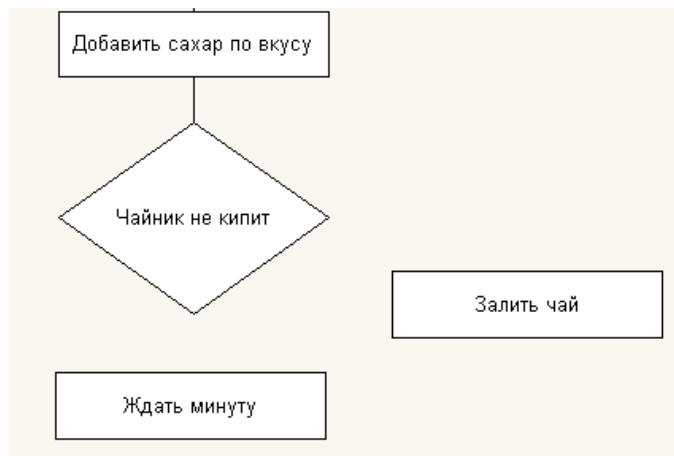 Добавить сахар по вкусу
Чайник не кипит
Залить чай
Ждать минуту